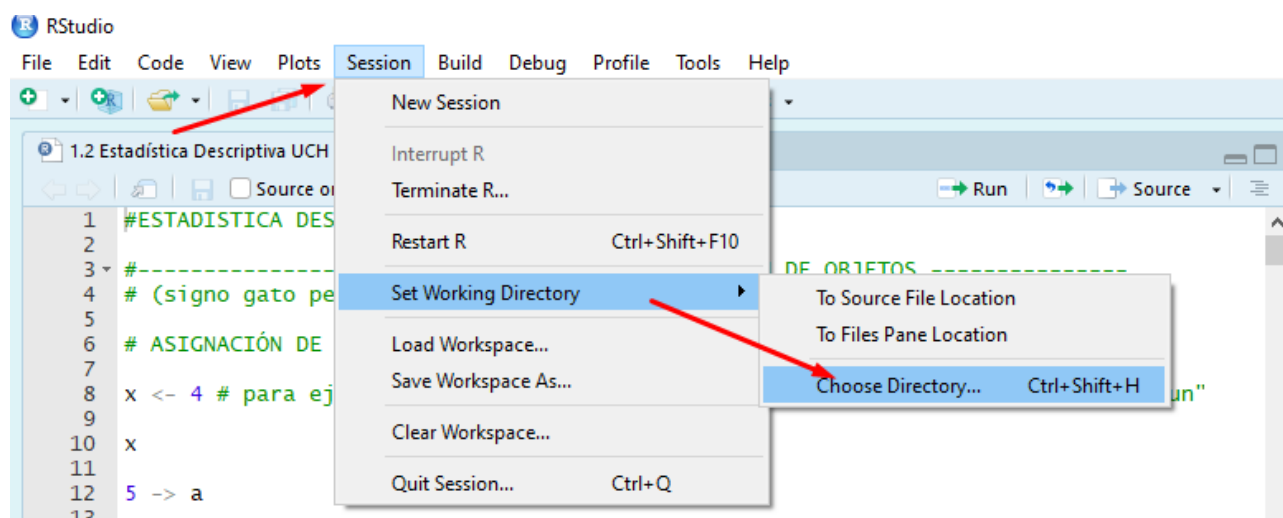 RStudio
File Edit Code View Plots Session Build Debug Profile Tools Help
New Session
1.2 Estadística Descriptiva UCH
Interrupt R
Source
Terminate R...
Run Source
1 #ESTADISTICA DES
2
Restart R Ctrl+Shift+F10
3 #---------------- DE OBJETOS ---------------
4 # (signo gato pe
Set Working Directory
To Source File Location
5
To Files Pane Location
6 # ASIGNACIÓN DE
Load Workspace...
7
Save Workspace As...
Choose Directory... Ctrl+Shift+H
8 x <- 4 # para ej un"
9
Clear Workspace...
10 x
11
Quit Session... Ctrl+Q
12 5 -> a
13